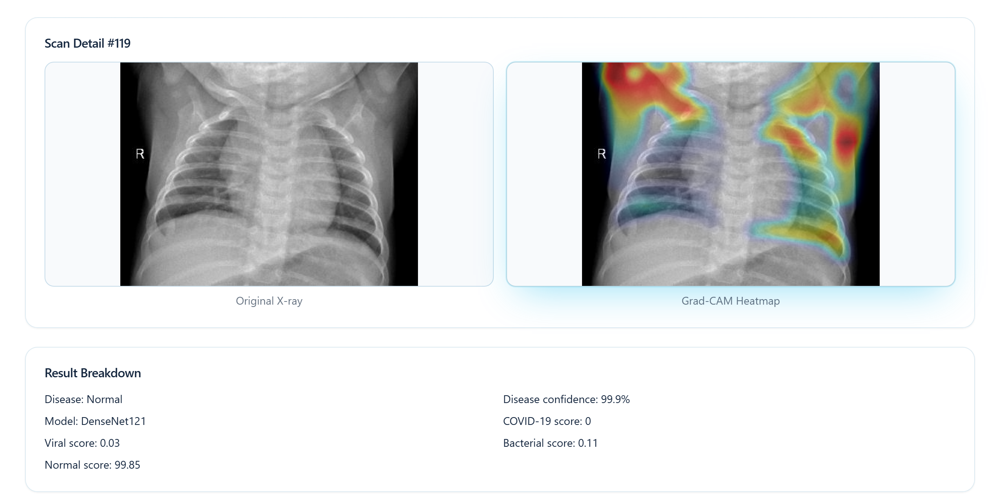 Scan Detail #119
R
R
Original X-ray
Grad-CAM Heatmap
Result Breakdown
Disease: Normal
Disease confidence: 99.9%
Model: DenseNet121
COVID-19 score: 0
Viral score: 0.03
Bacterial score: 0.11
Normal score: 99.85